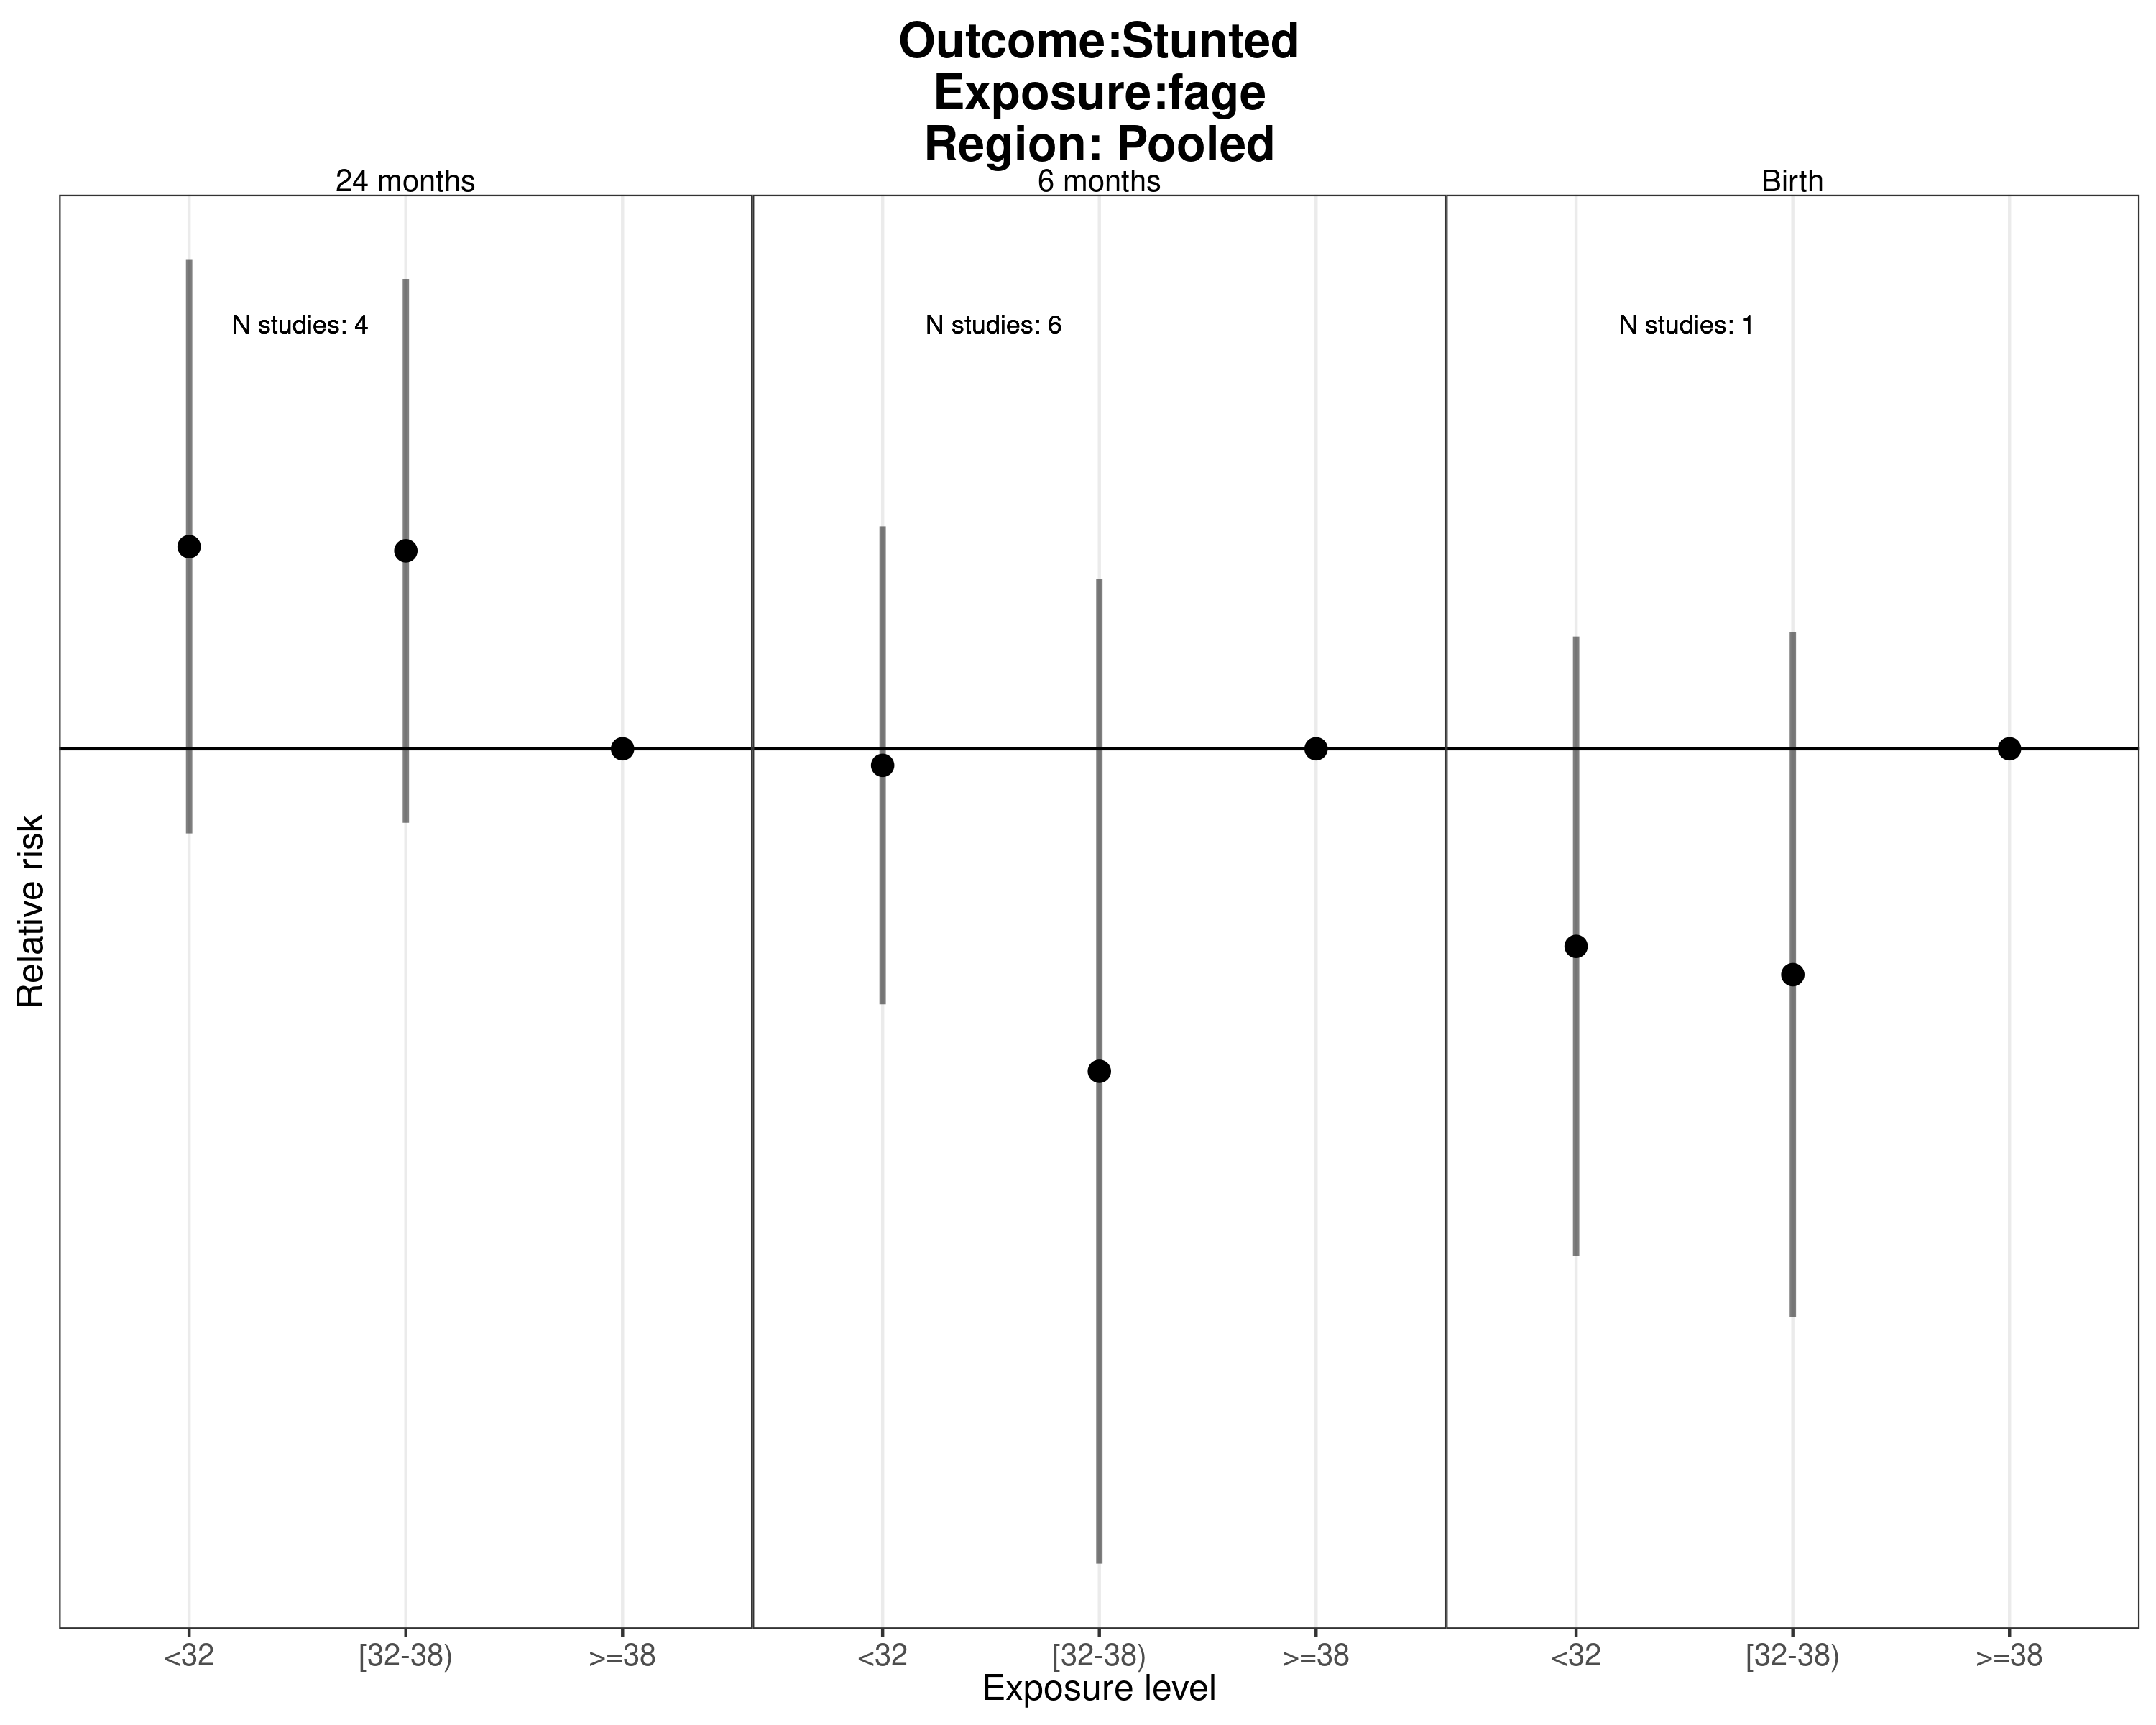 Outcome:Stunted
Exposure:fage
Region: Pooled
24 months
6 months
Birth
N studies: 4
N studies: 6
N studies: 1
Relative risk
<32
[32-38)
>=38
<32
[32-38)
>=38
<32
[32-38)
>=38
Exposure level